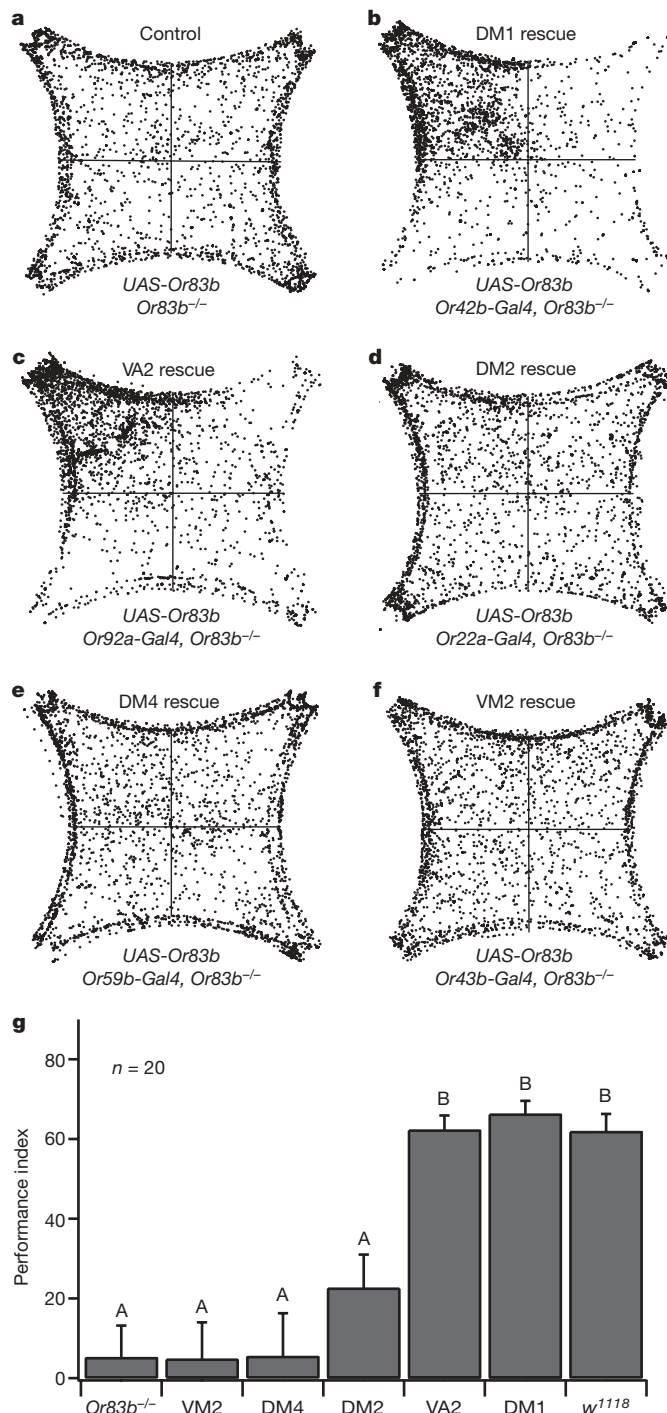 a
Control
UAS-Or83b
Or83b–/–
b
DM1 rescue
UAS-Or83b
Or42b-Gal4, Or83b–/–
c
VA2 rescue
UAS-Or83b
Or92a-Gal4, Or83b–/–
d
DM2 rescue
UAS-Or83b
Or22a-Gal4, Or83b–/–
e
DM4 rescue
UAS-Or83b
Or59b-Gal4, Or83b–/–
f
VM2 rescue
UAS-Or83b
Or43b-Gal4, Or83b–/–
g
n = 20
Performance index
80
60
40
20
0
A
A
A
A
B
B
B
Or83b–/–
VM2
DM4
DM2
VA2
DM1
w1118